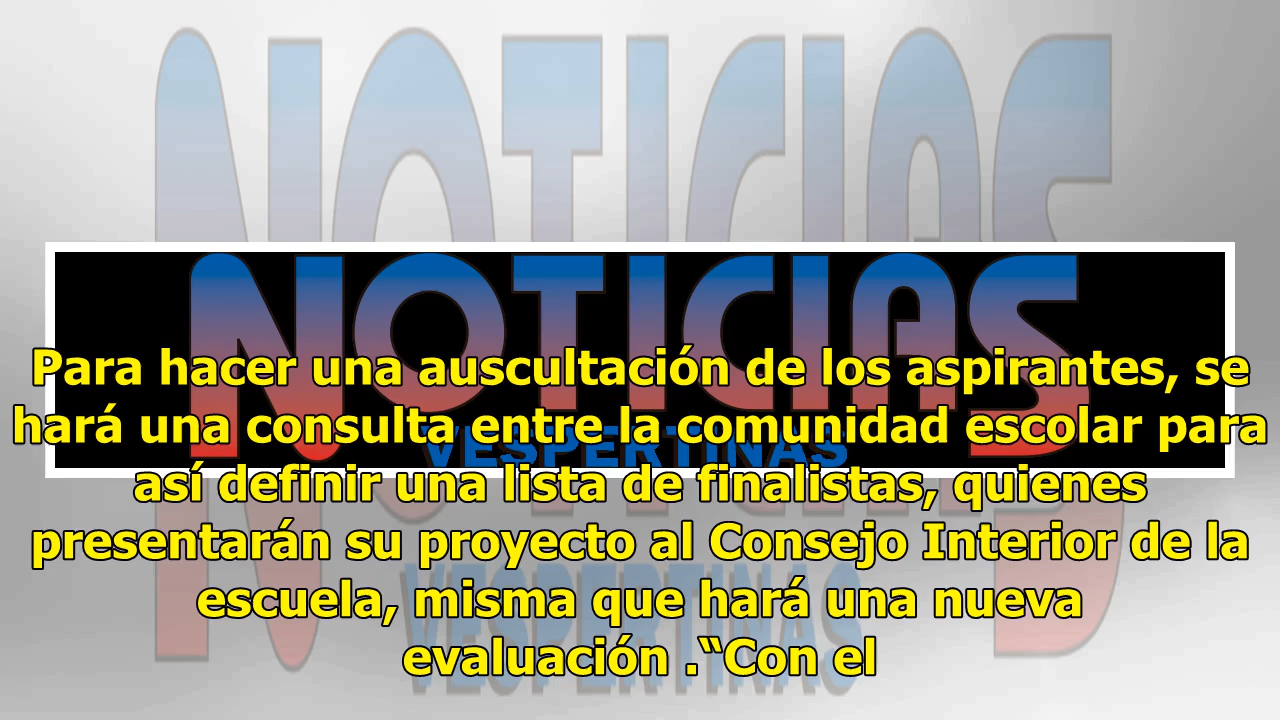 NOTICIAS
VESPERTINAS
NOTICIAS
VESPERTINAS
Para hacer una auscultación de los aspirantes, se
hará una consulta entre la comunidad escolar para
así definir una lista de finalistas, quienes
presentarán su proyecto al Consejo Interior de la
escuela, misma que hará una nueva
evaluación .“Con el